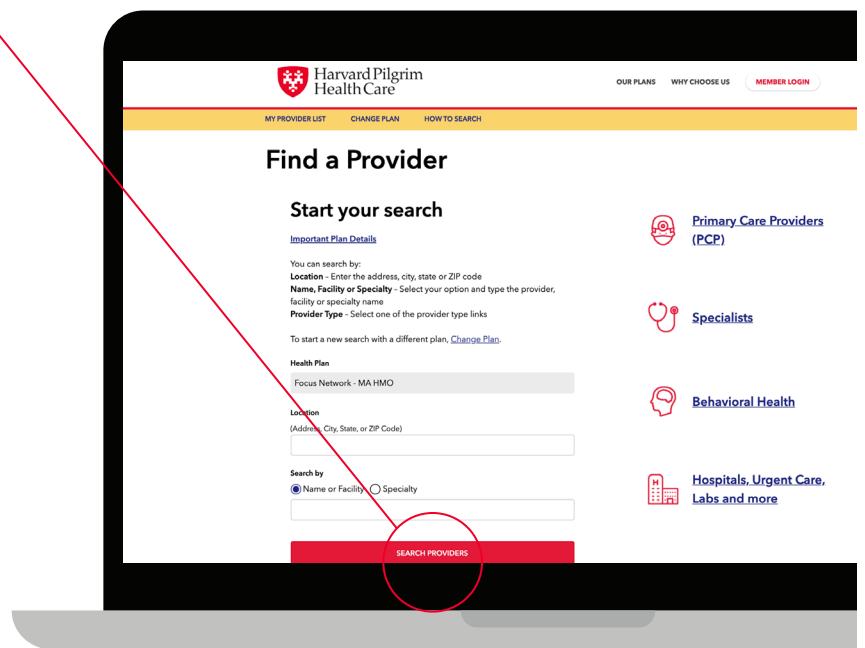 Harvard Pilgrim
Health Care
OUR PLANS WHY CHOOSE US MEMBER LOGIN
MY PROVIDER LIST CHANGE PLAN HOW TO SEARCH
Find a Provider
Start your search
Important Plan Details
You can search by:
Location – Enter the address, city, state or ZIP code
Name, Facility or Specialty – Select your option and type the provider,
facility or specialty name
Provider Type – Select one of the provider type links
To start a new search with a different plan, Change Plan.
Health Plan
Focus Network - MA HMO
Location
(Address, City, State, or ZIP Code)
Search by
Name or Facility Specialty
SEARCH PROVIDERS
Primary Care Providers
(PCP)
Specialists
Behavioral Health
H
Hospitals, Urgent Care,
Labs and more